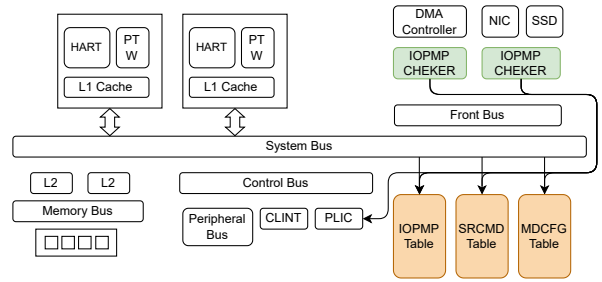 DMA
Controller
NIC
SSD
HART
PT
W
HART
PT
W
IOPMP
CHEKER
IOPMP
CHEKER
L1 Cache
L1 Cache
Front Bus
System Bus
L2
L2
Control Bus
Memory Bus
Peripheral
Bus
CLINT
PLIC
IOPMP
Table
SRCMD
Table
MDCFG
Table